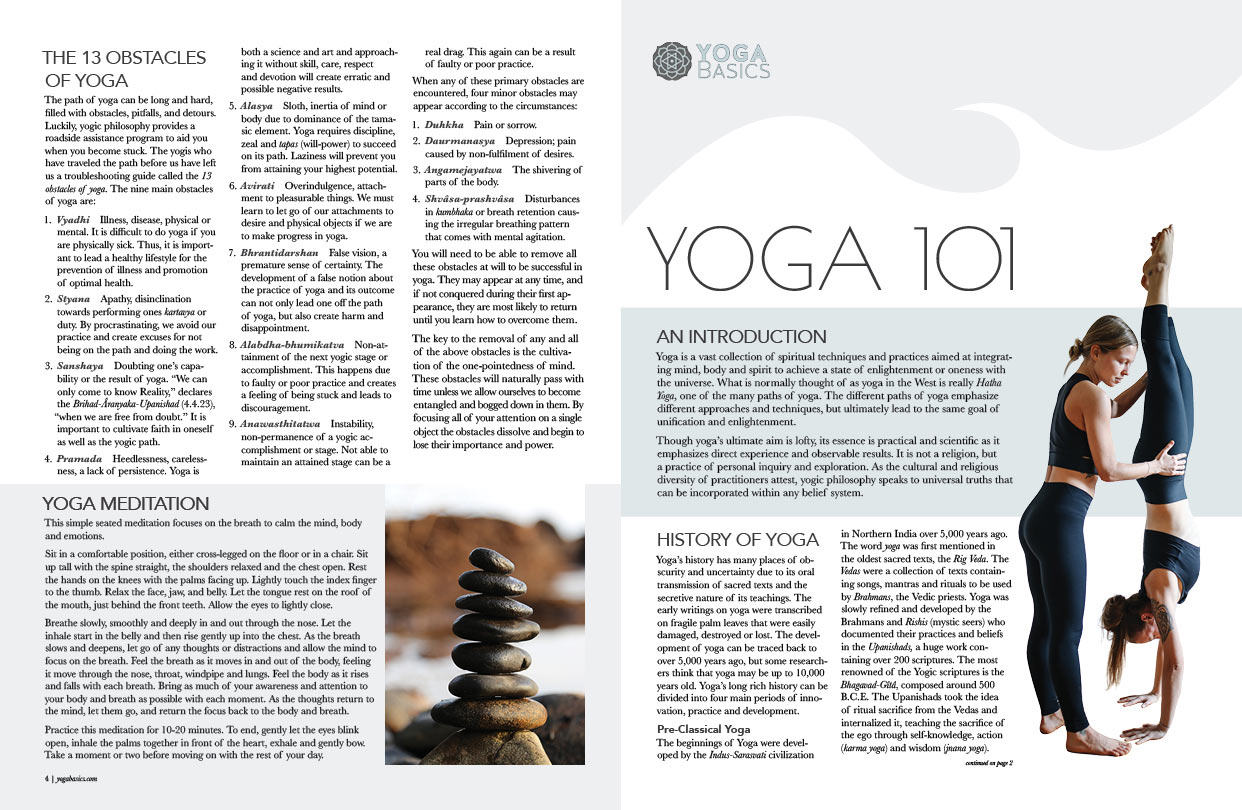 THE 13 OBSTACLES
OF YOGA
The path of yoga can be long and hard,
filled with obstacles, pitfalls, and detours.
Luckily, yogic philosophy provides a
roadside assistance program to aid you
when you become stuck. The yogis who
have traveled the path before us have left
us a troubleshooting guide called the 13
obstacles of yoga. The nine main obstacles
of yoga are:
1. Vyadhi Illness, disease, physical or
mental. It is difficult to do yoga if you
are physically sick. Thus, it is import-
ant to lead a healthy lifestyle for the
prevention of illness and promotion
of optimal health.
2. Styana Apathy, disinclination
towards performing ones kartavya or
duty. By procrastinating, we avoid our
practice and create excuses for not
being on the path and doing the work.
3. Sanshaya Doubting one's capa-
bility or the result of yoga. "We can
only come to know Reality," declares
the Brihad-Âranyaka-Upanishad (4.4.23),
"when we are free from doubt." It is
important to cultivate faith in oneself
as well as the yogic path.
4. Pramada Heedlessness, careless-
ness, a lack of persistence. Yoga is
both a science and art and approach-
ing it without skill, care, respect
and devotion will create erratic and
possible negative results.
5. Alasya Sloth, inertia of mind or
body due to dominance of the tama-
sic element. Yoga requires discipline,
zeal and tapas (will-power) to succeed
on its path. Laziness will prevent you
from attaining your highest potential.
6. Avirati Overindulgence, attach-
ment to pleasurable things. We must
learn to let go of our attachments to
desire and physical objects if we are
to make progress in yoga.
7. Bhrantidarshan False vision, a
premature sense of certainty. The
development of a false notion about
the practice of yoga and its outcome
can not only lead one off the path
of yoga, but also create harm and
disappointment.
8. Alabdha-bhumikatva Non-at-
tainment of the next yogic stage or
accomplishment. This happens due
to faulty or poor practice and creates
a feeling of being stuck and leads to
discouragement.
9. Anawasthitatwa Instability,
non-permanence of a yogic ac-
complishment or stage. Not able to
maintain an attained stage can be a
real drag. This again can be a result
of faulty or poor practice.
When any of these primary obstacles are
encountered, four minor obstacles may
appear according to the circumstances:
1. Duhkha Pain or sorrow.
2. Daurmanasya Depression; pain
caused by non-fulfilment of desires.
3. Angamejayatwa The shivering of
parts of the body.
4. Shvâsa-prashvâsa Disturbances
in kumbhaka or breath retention caus-
ing the irregular breathing pattern
that comes with mental agitation.
You will need to be able to remove all
these obstacles at will to be successful in
yoga. They may appear at any time, and
if not conquered during their first ap-
pearance, they are most likely to return
until you learn how to overcome them.
The key to the removal of any and all
of the above obstacles is the cultiva-
tion of the one-pointedness of mind.
These obstacles will naturally pass with
time unless we allow ourselves to become
entangled and bogged down in them. By
focusing all of your attention on a single
object the obstacles dissolve and begin to
lose their importance and power.
YOGA MEDITATION
This simple seated meditation focuses on the breath to calm the mind, body
and emotions.
Sit in a comfortable position, either cross-legged on the floor or in a chair. Sit
up tall with the spine straight, the shoulders relaxed and the chest open. Rest
the hands on the knees with the palms facing up. Lightly touch the index finger
to the thumb. Relax the face, jaw, and belly. Let the tongue rest on the roof of
the mouth, just behind the front teeth. Allow the eyes to lightly close.
Breathe slowly, smoothly and deeply in and out through the nose. Let the
inhale start in the belly and then rise gently up into the chest. As the breath
slows and deepens, let go of any thoughts or distractions and allow the mind to
focus on the breath. Feel the breath as it moves in and out of the body, feeling
it move through the nose, throat, windpipe and lungs. Feel the body as it rises
and falls with each breath. Bring as much of your awareness and attention to
your body and breath as possible with each moment. As the thoughts return to
the mind, let them go, and return the focus back to the body and breath.
Practice this meditation for 10-20 minutes. To end, gently let the eyes blink
open, inhale the palms together in front of the heart, exhale and gently bow.
Take a moment or two before moving on with the rest of your day.
4 | yogabasics.com
YOGA
BASICS
YOGA 101
AN INTRODUCTION
Yoga is a vast collection of spiritual techniques and practices aimed at integrat-
ing mind, body and spirit to achieve a state of enlightenment or oneness with
the universe. What is normally thought of as yoga in the West is really Hatha
Yoga, one of the many paths of yoga. The different paths of yoga emphasize
different approaches and techniques, but ultimately lead to the same goal of
unification and enlightenment.
Though yoga's ultimate aim is lofty, its essence is practical and scientific as it
emphasizes direct experience and observable results. It is not a religion, but
a practice of personal inquiry and exploration. As the cultural and religious
diversity of practitioners attest, yogic philosophy speaks to universal truths that
can be incorporated within any belief system.
HISTORY OF YOGA
Yoga's history has many places of ob-
scurity and uncertainty due to its oral
transmission of sacred texts and the
secretive nature of its teachings. The
early writings on yoga were transcribed
on fragile palm leaves that were easily
damaged, destroyed or lost. The devel-
opment of yoga can be traced back to
over 5,000 years ago, but some research-
ers think that yoga may be up to 10,000
years old. Yoga's long rich history can be
divided into four main periods of inno-
vation, practice and development.
Pre-Classical Yoga
The beginnings of Yoga were devel-
oped by the Indus-Sarasvati civilization
in Northern India over 5,000 years ago.
The word yoga was first mentioned in
the oldest sacred texts, the Rig Veda. The
Vedas were a collection of texts contain-
ing songs, mantras and rituals to be used
by Brahmans, the Vedic priests. Yoga was
slowly refined and developed by the
Brahmans and Rishis (mystic seers) who
documented their practices and beliefs
in the Upanishads, a huge work con-
taining over 200 scriptures. The most
renowned of the Yogic scriptures is the
Bhagavad-Gîtâ, composed around 500
B.C.E. The Upanishads took the idea
of ritual sacrifice from the Vedas and
internalized it, teaching the sacrifice of
the ego through self-knowledge, action
(karma yoga) and wisdom (jnana yoga).
continued on page 2